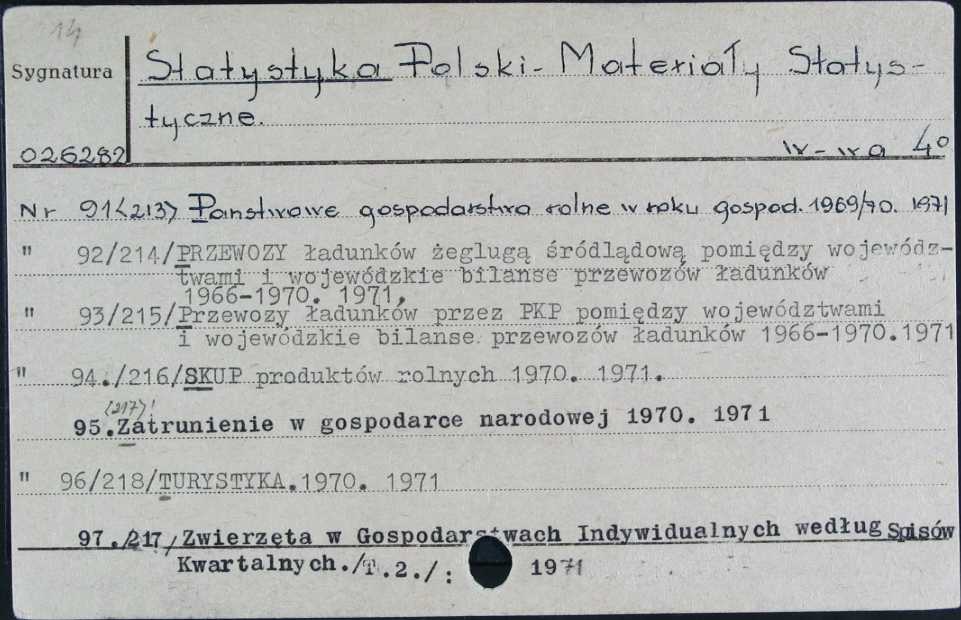 14
Sygnatura
Statystyka Polski - Materiały Statys-
tyczne.
026282
W-wa 4°
Nr 91<213> Państwowe gospodarstwa rolne w roku gospod. 1969/70. 1971
" 92/214/PRZEWOZY ładunków żeglugą śródlądową pomiędzy wojewódz-
twami i wojewódzkie bilanse przewozów ładunków
1966-1970. 1971,
" 93/215/Przewozy ładunków przez PKP pomiędzy województwami
i wojewódzkie bilanse przewozów ładunków 1966-1970.1971
" 94./216/SKUP produktów rolnych 1970. 1971.
(217)!
95.Zatrunienie w gospodarce narodowej 1970. 1971
" 96/218/TURYSTYKA.1970. 1971
97./217/Zwierzęta w Gospodarstwach Indywidualnych według Spisów
Kwartalnych./T.2./: 1971